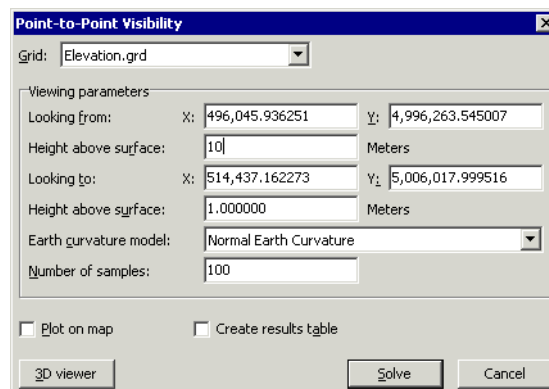 Point-to-Point Visibility
Grid: Elevation.grd
Viewing parameters
Looking from: X: 496,045.936251 Y: 4,996,263.545007
Height above surface: 10 Meters
Looking to: X: 514,437.162273 Y: 5,006,017.999516
Height above surface: 1.000000 Meters
Earth curvature model: Normal Earth Curvature
Number of samples: 100
Plot on map Create results table
3D viewer Solve Cancel